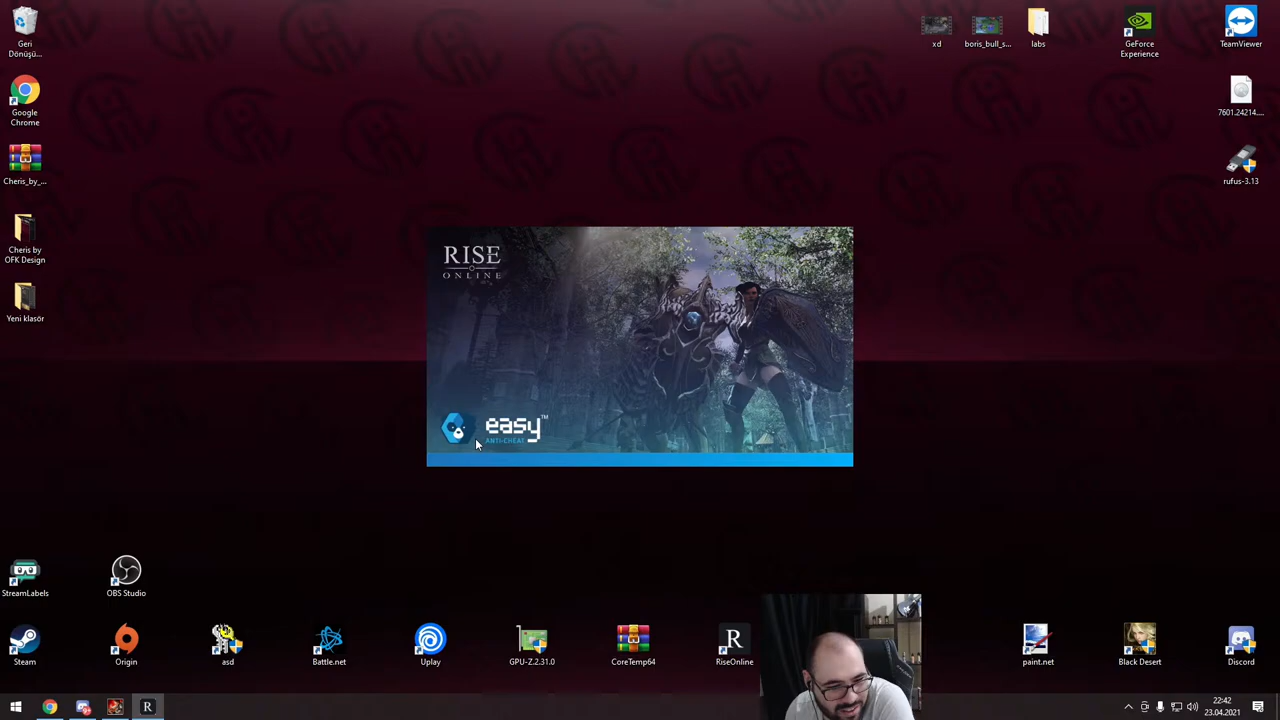 Geri
Dönüşü...
Google
Chrome
Cheris_by_...
Cheris by
OFK Design
Yeni klasör
xd
boris_bull_s...
labs
GeForce
Experience
TeamViewer
7601.24214....
rufus-3.13
RISE
ONLINE
easy™
ANTI-CHEAT
StreamLabels
OBS Studio
Steam
Origin
asd
Battle.net
Uplay
GPU-Z.2.31.0
CoreTemp64
R
RiseOnline
paint.net
Black Desert
Discord
R
22:42
23.04.2021